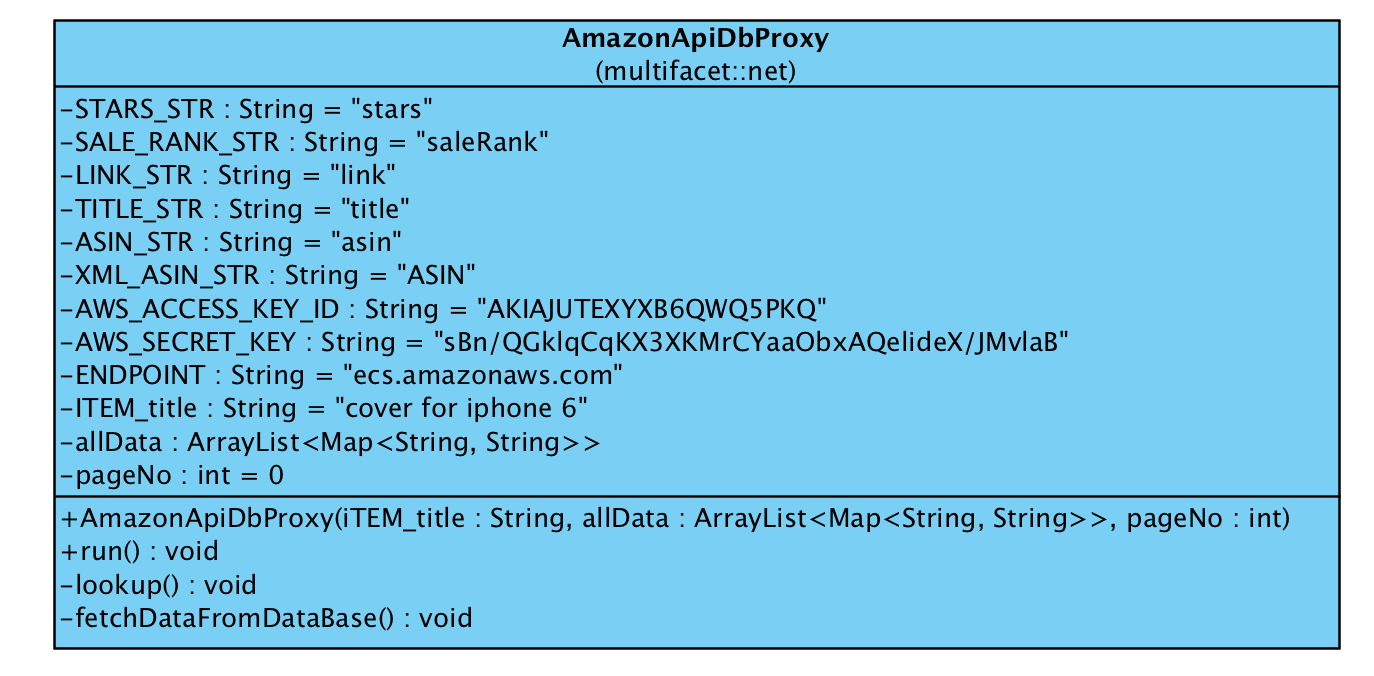 AmazonApiDbProxy
(multifacet::net)
-STARS_STR : String = "stars"
-SALE_RANK_STR : String = "saleRank"
-LINK_STR : String = "link"
-TITLE_STR : String = "title"
-ASIN_STR : String = "asin"
-XML_ASIN_STR : String = "ASIN"
-AWS_ACCESS_KEY_ID : String = "AKIAJUTEXYXB6QWQ5PKQ"
-AWS_SECRET_KEY : String = "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"
-ENDPOINT : String = "ecs.amazonaws.com"
-ITEM_title : String = "cover for iphone 6"
-allData : ArrayList<Map<String, String>>
-pageNo : int = 0
+AmazonApiDbProxy(iTEM_title : String, allData : ArrayList<Map<String, String>>, pageNo : int)
+run() : void
-lookup() : void
-fetchDataFromDataBase() : void